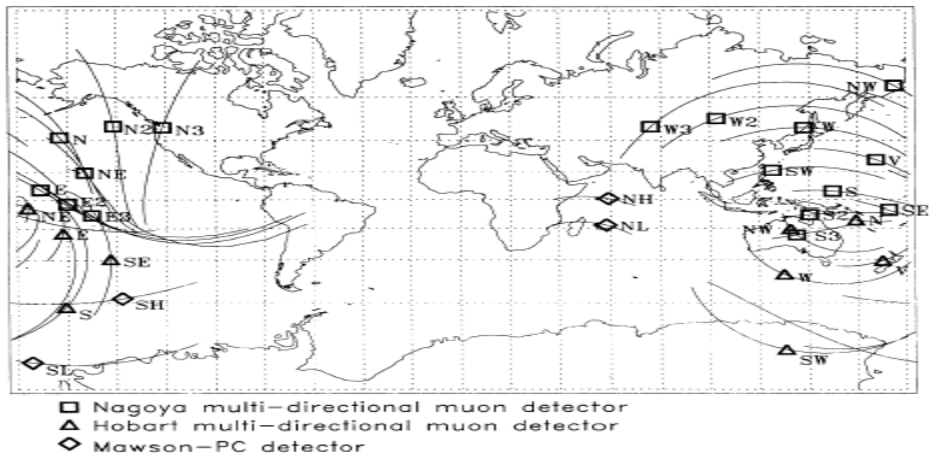 NW
N N2 N3 W3 W2 W
NE SW V
E E2 E3 NH S SE
NE NL NW S2 N
E S3
SE W V
S SH
SL SW
Nagoya multi-directional muon detector
Hobart multi-directional muon detector
Mawson-PC detector